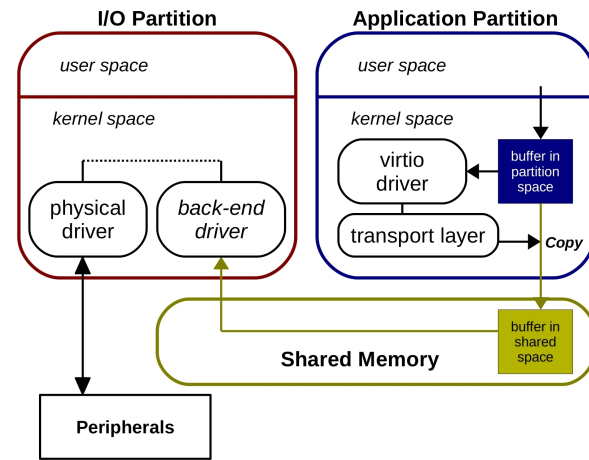 I/O Partition
user space
kernel space
physical
driver
back-end
driver
Application Partition
user space
kernel space
virtio
driver
buffer in
partition
space
transport layer
Copy
buffer in
shared
space
Shared Memory
Peripherals